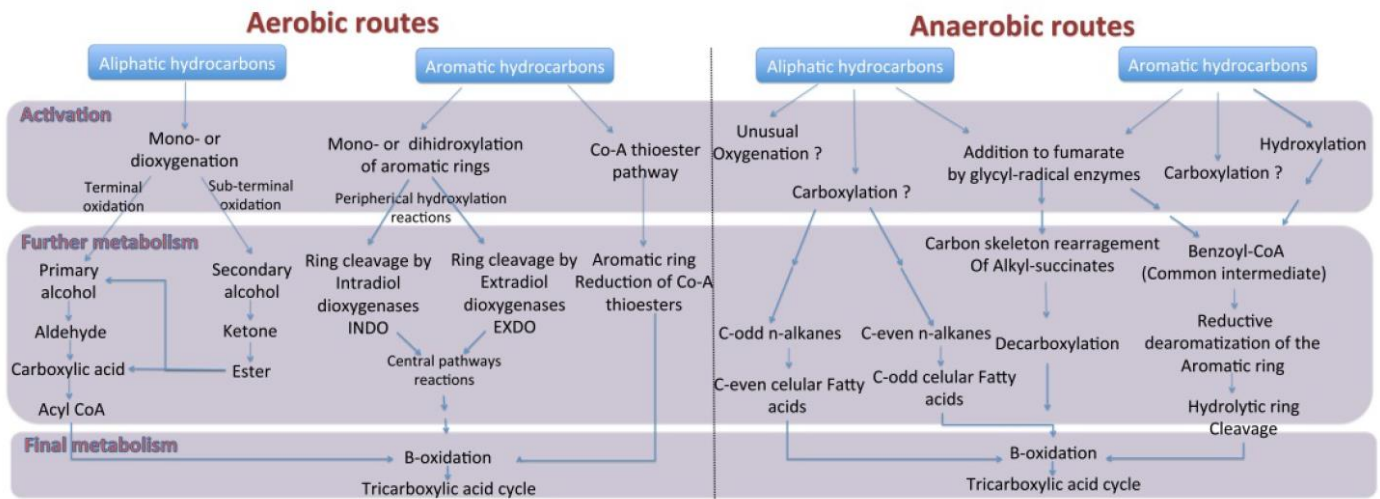 Aerobic routes
Aliphatic hydrocarbons
Aromatic hydrocarbons
Activation
Mono- or
dioxygenation
Terminal
oxidation
Sub-terminal
oxidation
Mono- or dihidroxylation
of aromatic rings
Peripherical hydroxylation
reactions
Co-A thioester
pathway
Further metabolism
Primary
alcohol
Aldehyde
Carboxylic acid
Acyl CoA
Secondary
alcohol
Ketone
Ester
Ring cleavage by
Intradiol
dioxygenases
INDO
Ring cleavage by
Extradiol
dioxygenases
EXDO
Central pathways
reactions
Aromatic ring
Reduction of Co-A
thioesters
Final metabolism
B-oxidation
Tricarboxylic acid cycle
Anaerobic routes
Aliphatic hydrocarbons
Aromatic hydrocarbons
Unusual
Oxygenation ?
Carboxylation ?
Addition to fumarate
by glycyl-radical enzymes
Carboxylation ?
Hydroxylation
C-odd n-alkanes
C-even celular Fatty
acids
C-even n-alkanes
C-odd celular Fatty
acids
Carbon skeleton rearragement
Of Alkyl-succinates
Decarboxylation
Benzoyl-CoA
(Common intermediate)
Reductive
dearomatization of the
Aromatic ring
Hydrolytic ring
Cleavage
B-oxidation
Tricarboxylic acid cycle